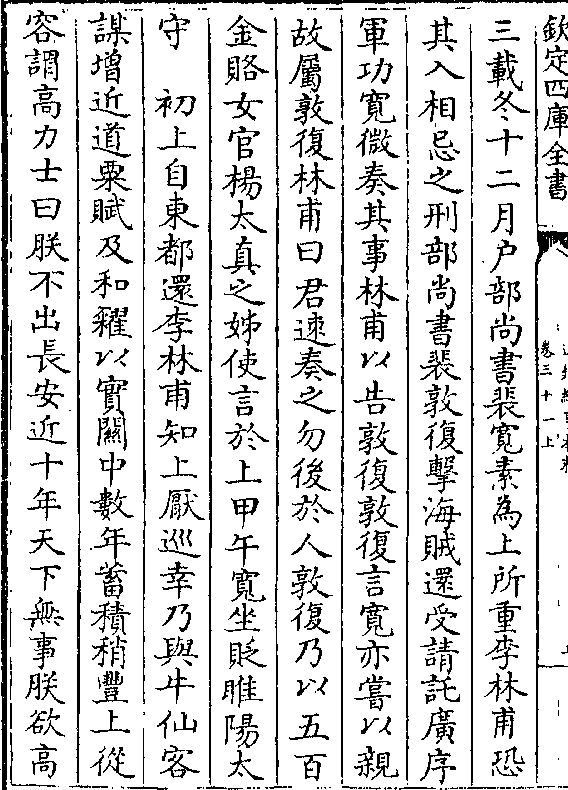 欽定四庫全書
卷三十一上
三載冬十二月户部尚書裴寛素為上所重李林甫恐
其入相忌之刑部尚書裴敦復擊海賊還受請託廣序
軍功寛微奏其事林甫以告敦復敦復言寛亦嘗以親
故屬敦復林甫曰君速奏之勿後於人敦復乃以五百
金賂女官楊太真之姊使言於上甲午寛坐貶睢陽太
守　初上自東都還李林甫知上厭巡幸乃與牛仙客
謀增近道粟賦及和糴以實關中數年蓄積稍豐上從
容謂高力士曰朕不出長安近十年天下無事朕欲高